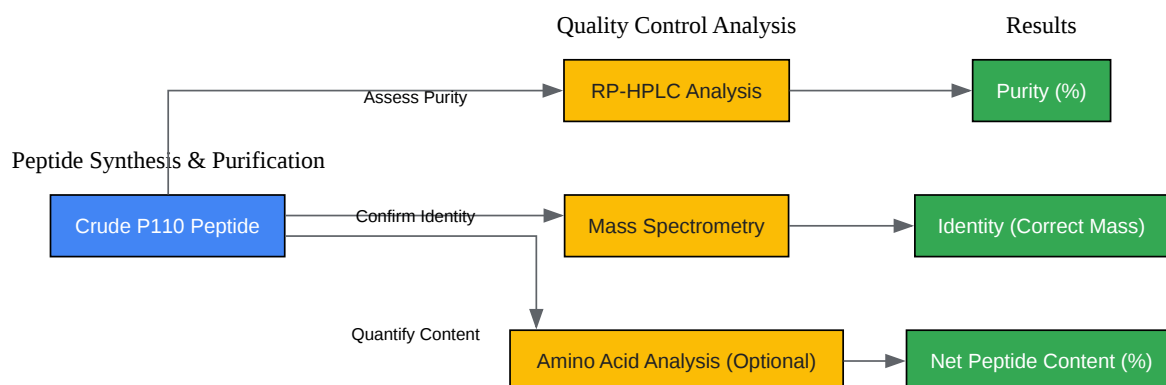 Quality Control Analysis
Results
RP-HPLC Analysis
Purity (%)
Assess Purity
Peptide Synthesis & Purification
Crude P110 Peptide
Confirm Identity
Mass Spectrometry
Identity (Correct Mass)
Quantify Content
Amino Acid Analysis (Optional)
Net Peptide Content (%)